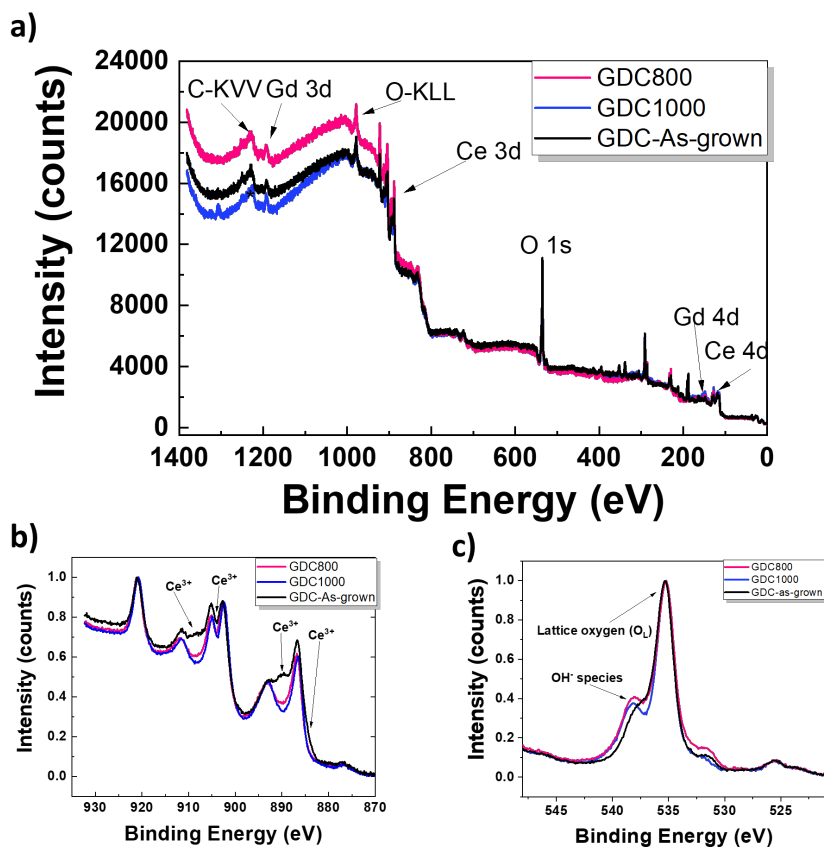 a)
24000
20000
16000
12000
8000
4000
0
Intensity (counts)
GDC800
GDC1000
GDC-As-grown
C-KVV
Gd 3d
O-KLL
Ce 3d
O 1s
Gd 4d
Ce 4d
1400 1200 1000 800 600 400 200 0
Binding Energy (eV)
b)
1.0
0.8
0.6
0.4
0.2
0.0
Intensity (counts)
GDC800
GDC1000
GDC-As-grown
Ce³⁺
Ce³⁺
Ce³⁺
Ce³⁺
930 920 910 900 890 880 870
Binding Energy (eV)
c)
1.0
0.8
0.6
0.4
0.2
0.0
Intensity (counts)
GDC800
GDC1000
GDC-as-grown
Lattice oxygen (O_L)
OH⁻ species
545 540 535 530 525
Binding Energy (eV)